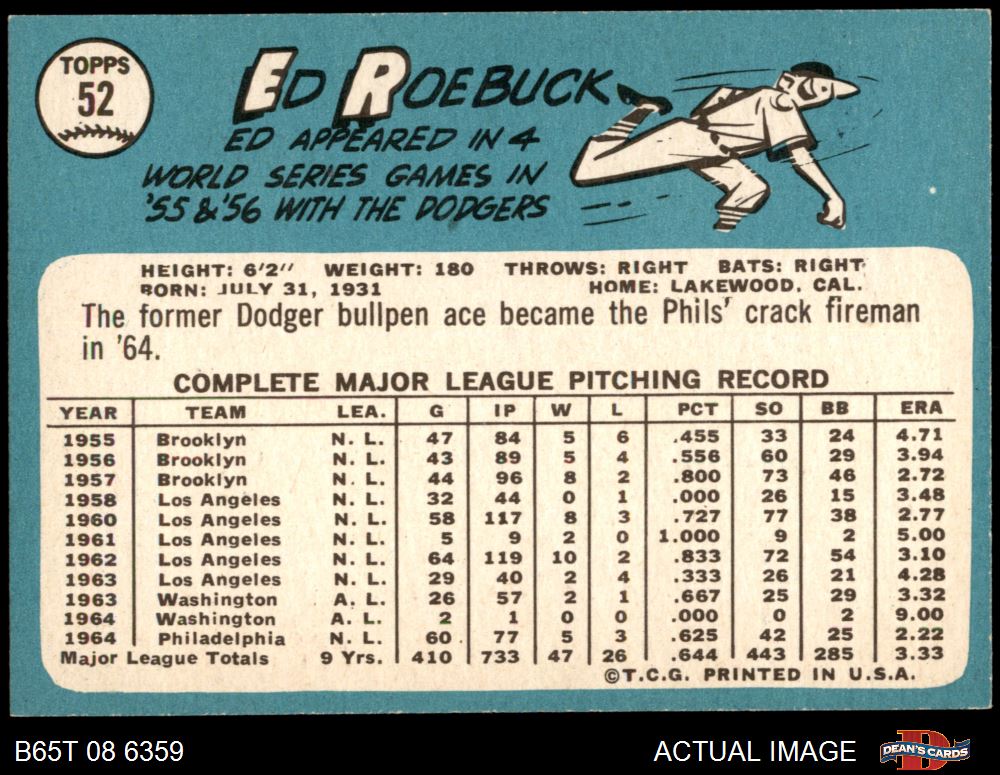 TOPPS
52
ED ROEBUCK
ED APPEARED IN 4
WORLD SERIES GAMES IN
'55 & '56 WITH THE DODGERS
HEIGHT: 6'2" WEIGHT: 180 THROWS: RIGHT BATS: RIGHT
BORN: JULY 31, 1931 HOME: LAKEWOOD, CAL.
The former Dodger bullpen ace became the Phils' crack fireman
in '64.
COMPLETE MAJOR LEAGUE PITCHING RECORD
YEAR TEAM LEA. G IP W L PCT SO BB ERA
1955 Brooklyn N. L. 47 84 5 6 .455 33 24 4.71
1956 Brooklyn N. L. 43 89 5 4 .556 60 29 3.94
1957 Brooklyn N. L. 44 96 8 2 .800 73 46 2.72
1958 Los Angeles N. L. 32 44 0 1 .000 26 15 3.48
1960 Los Angeles N. L. 58 117 8 3 .727 77 38 2.77
1961 Los Angeles N. L. 5 9 2 0 1.000 9 2 5.00
1962 Los Angeles N. L. 64 119 10 2 .833 72 54 3.10
1963 Los Angeles N. L. 29 40 2 4 .333 26 21 4.28
1963 Washington A. L. 26 57 2 1 .667 25 29 3.32
1964 Washington A. L. 2 1 0 0 .000 0 2 9.00
1964 Philadelphia N. L. 60 77 5 3 .625 42 25 2.22
Major League Totals 9 Yrs. 410 733 47 26 .644 443 285 3.33
©T.C.G. PRINTED IN U.S.A.
B65T 08 6359 ACTUAL IMAGE DEAN'S CARDS